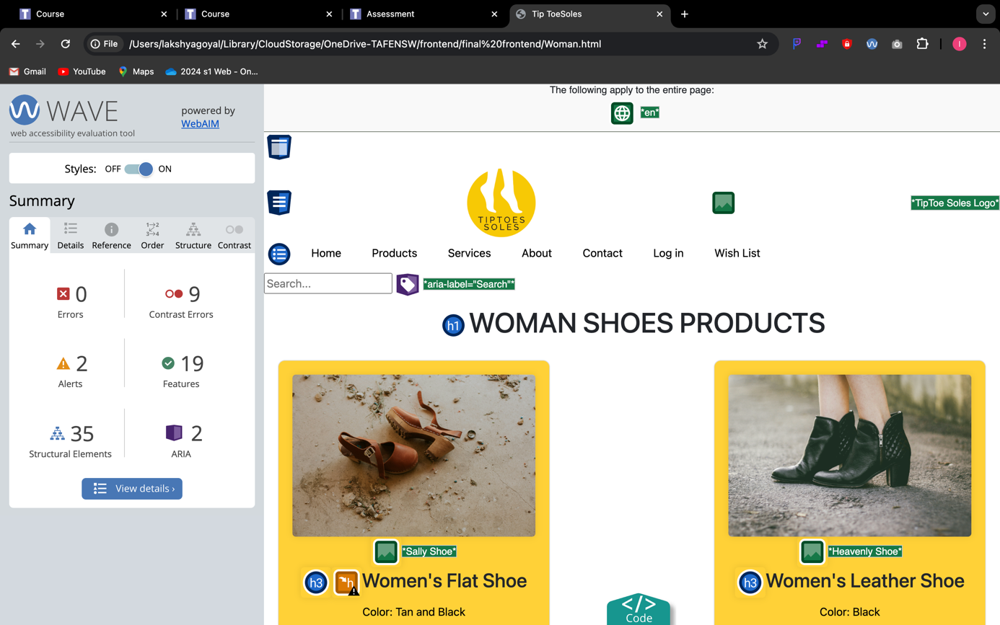 Course
Course
Assessment
Tip ToeSoles
File
/Users/lakshyagoyal/Library/CloudStorage/OneDrive-TAFENSW/frontend/final%20frontend/Woman.html
I
Gmail
YouTube
Maps
2024 s1 Web - On...
WAVE
powered by
WebAIM
web accessibility evaluation tool
Styles: OFF ON
Summary
Summary Details Reference Order Structure Contrast
0
Errors
9
Contrast Errors
2
Alerts
19
Features
35
Structural Elements
2
ARIA
View details ›
The following apply to the entire page:
*en*
TIPTOES
SOLES
*TipToe Soles Logo*
Home Products Services About Contact Log in Wish List
Search...
*aria-label="Search"*
h1 WOMAN SHOES PRODUCTS
*Sally Shoe*
h3 h Women's Flat Shoe
Color: Tan and Black
*Heavenly Shoe*
h3 Women's Leather Shoe
Color: Black
</>
Code